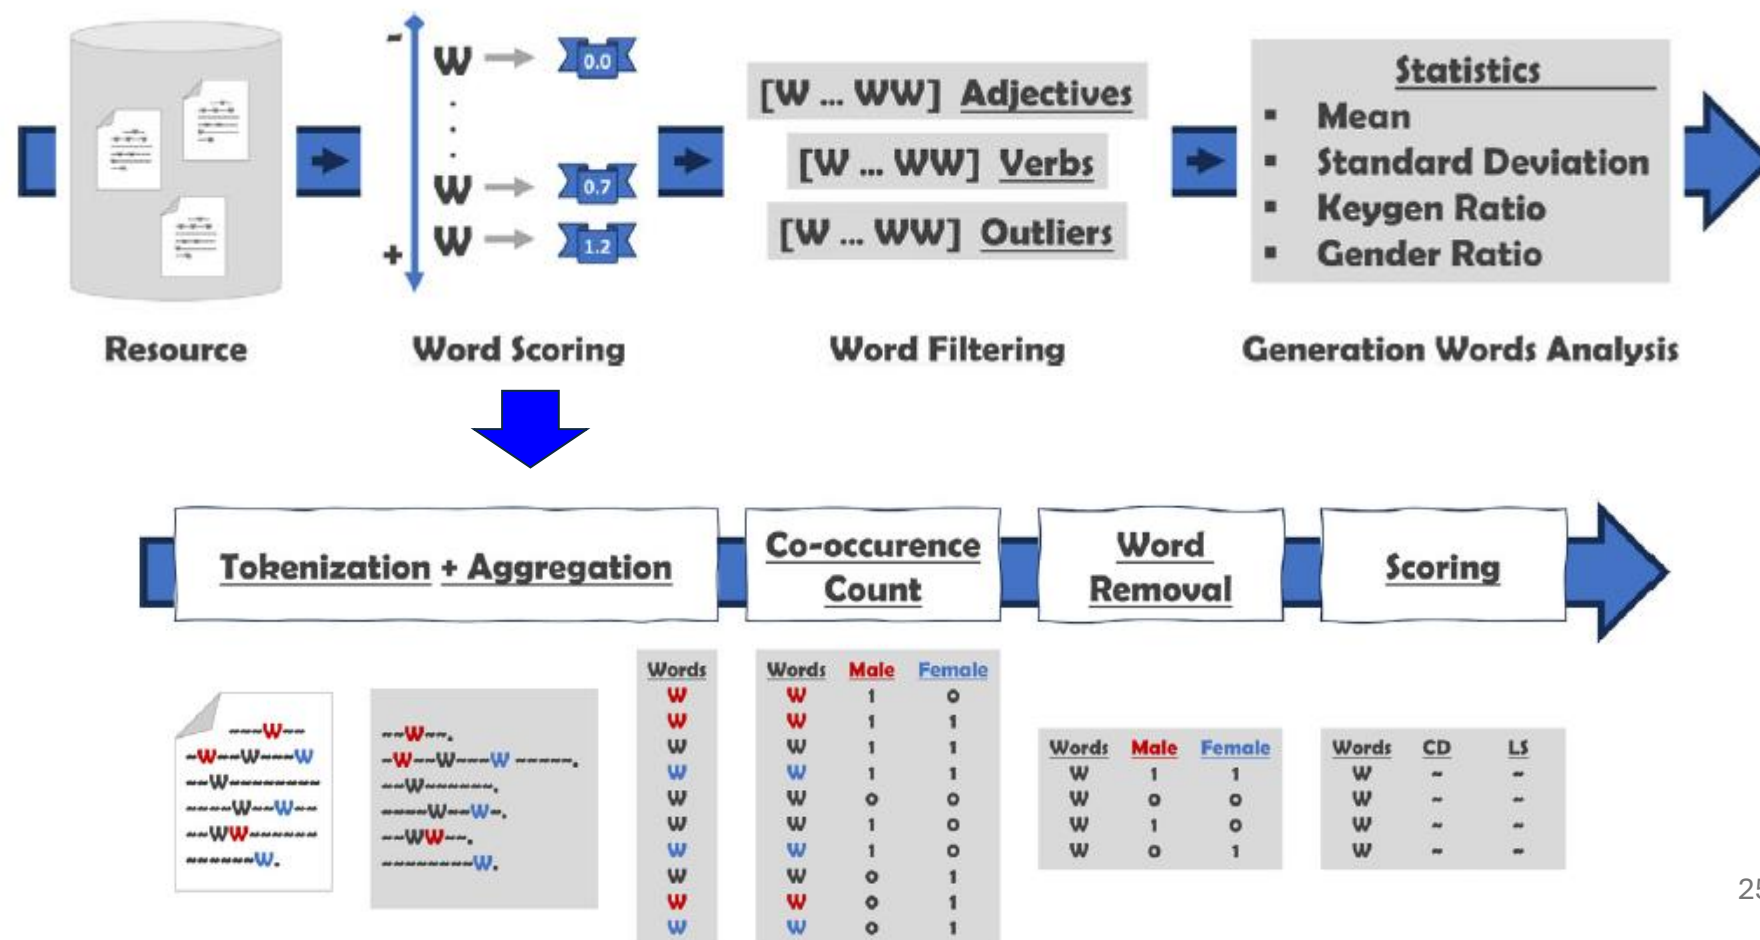 -
W
0.0
.
.
.
W
0.7
+
W
1.2
[W ... WW] Adjectives
[W ... WW] Verbs
[W ... WW] Outliers
Statistics
▪ Mean
▪ Standard Deviation
▪ Keygen Ratio
▪ Gender Ratio
Resource
Word Scoring
Word Filtering
Generation Words Analysis
Tokenization + Aggregation
Co-occurence
Count
Word
Removal
Scoring
~~~W~~
~W~~W~~~W
~~W~~~~~~~~
~~~~W~~W~~
~~WW~~~~~~
~~~~~~W.
~~W~~.
~W~~W~~~W ~~~~~.
~~W~~~~~~.
~~~~W~~W~.
~~WW~~.
~~~~~~~~W.
Words
W
W
W
W
W
W
W
W
W
W
Words Male Female
W 1 0
W 1 1
W 1 1
W 1 1
W 0 0
W 1 0
W 1 0
W 0 1
W 0 1
W 0 1
Words Male Female
W 1 1
W 0 0
W 1 0
W 0 1
Words CD LS
W ~ ~
W ~ ~
W ~ ~
W ~ ~
25